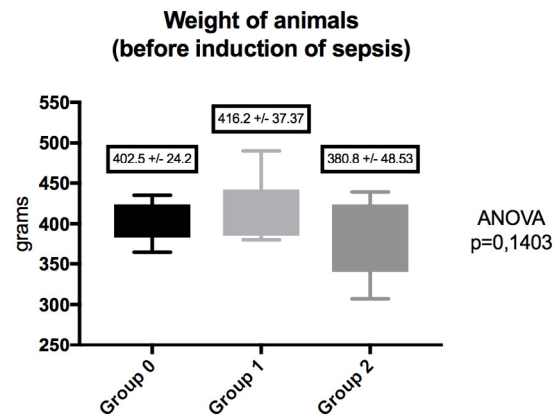 Weight of animals
(before induction of sepsis)
550
500
450
400
350
300
250
grams
402.5 +/- 24.2
416.2 +/- 37.37
380.8 +/- 48.53
Group 0
Group 1
Group 2
ANOVA
p=0,1403